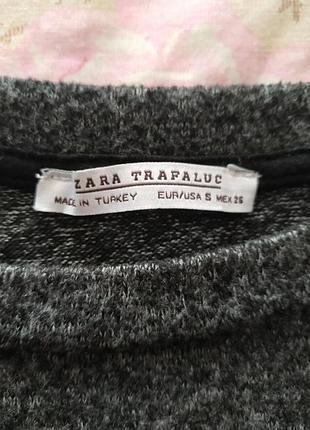 ZARA TRAFALUC
MADE IN TURKEY EUR/USA S MEX 26